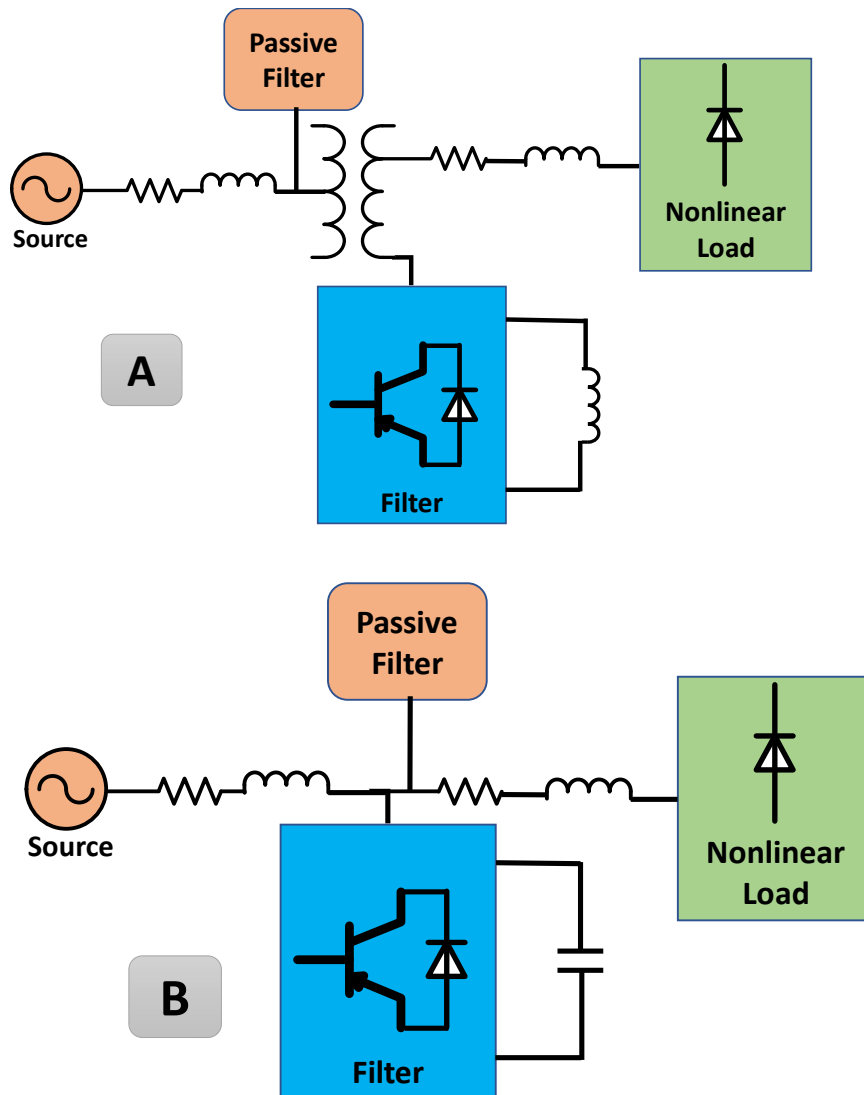 Passive
Filter
Source
Nonlinear
Load
A
Filter
Passive
Filter
Source
Nonlinear
Load
B
Filter